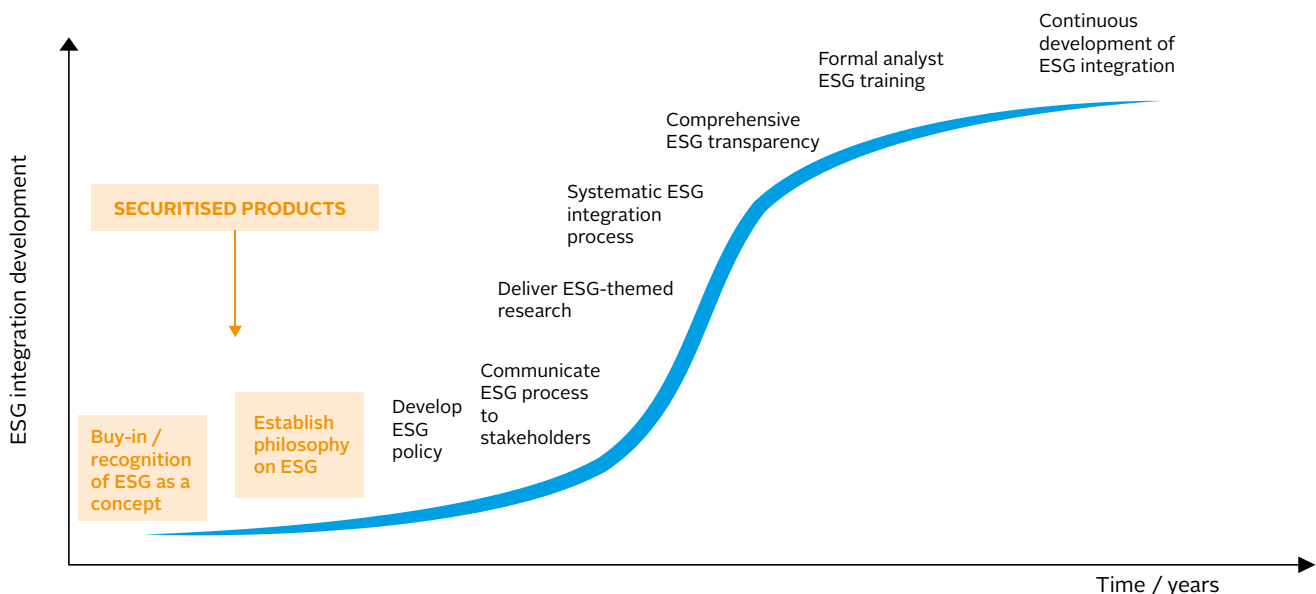 Continuous
development of
ESG integration
Formal analyst
ESG training
Comprehensive
ESG transparency
Systematic ESG
integration
process
Deliver ESG-themed
research
Communicate
ESG process
to
stakeholders
Develop
ESG
policy
SECURITISED PRODUCTS
Establish
philosophy
on ESG
Buy-in /
recognition
of ESG as a
concept
ESG integration development
Time / years